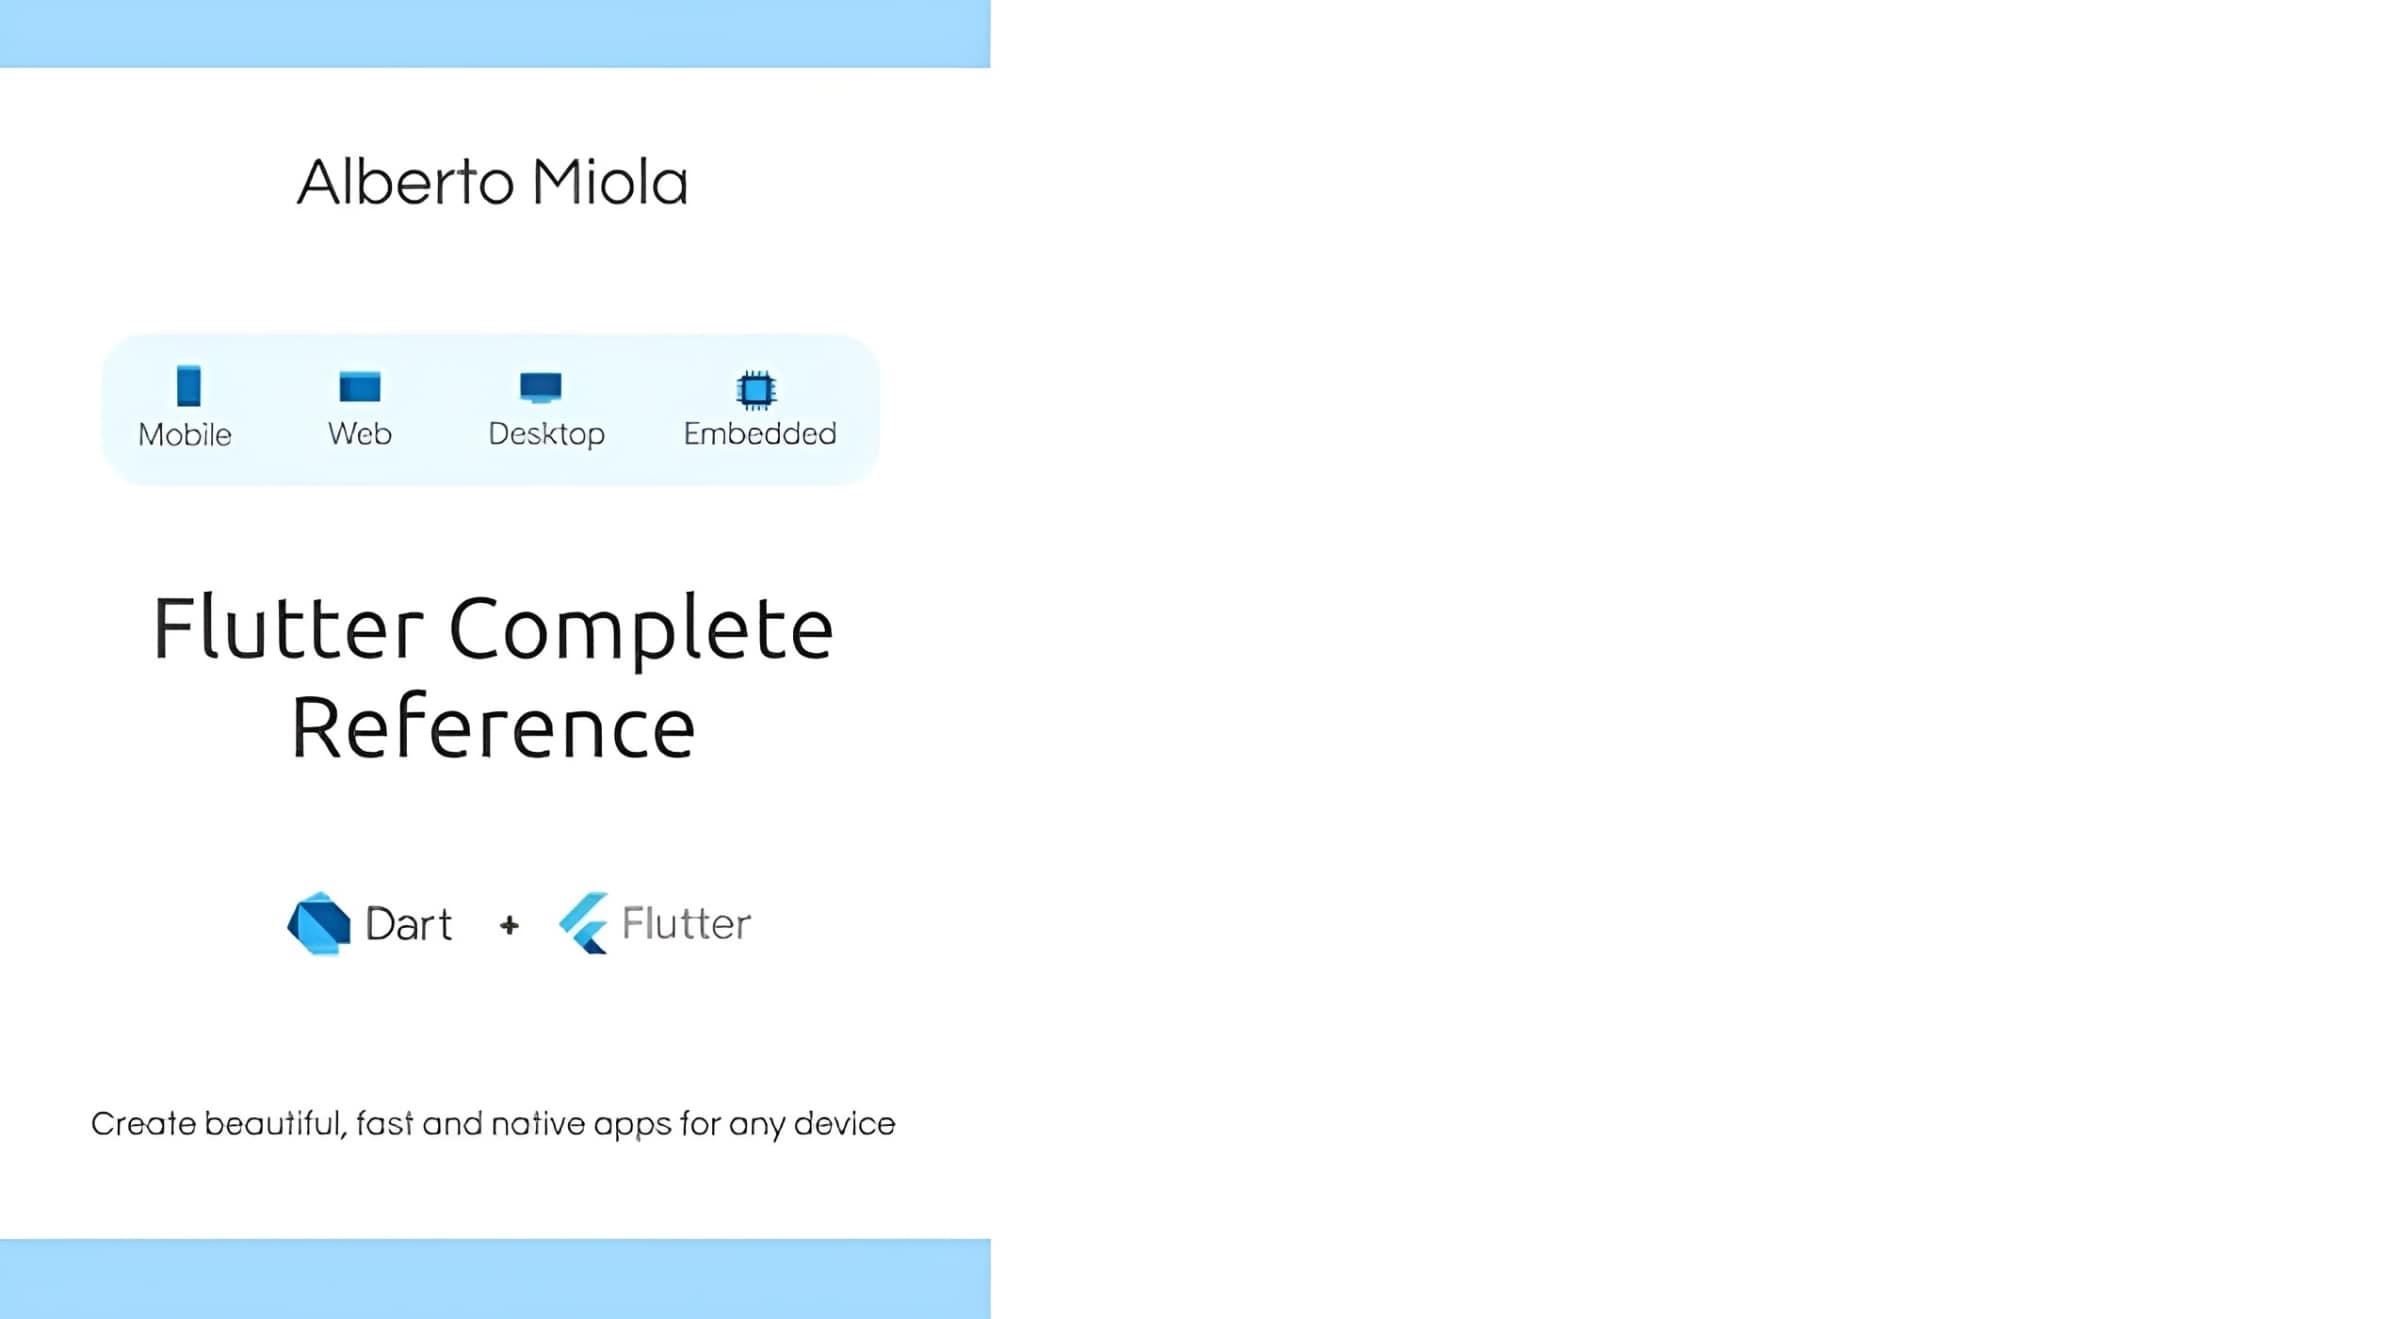 Alberto Miola
Mobile Web Desktop Embedded
Flutter Complete
Reference
Dart + Flutter
Create beautiful, fast and native apps for any device